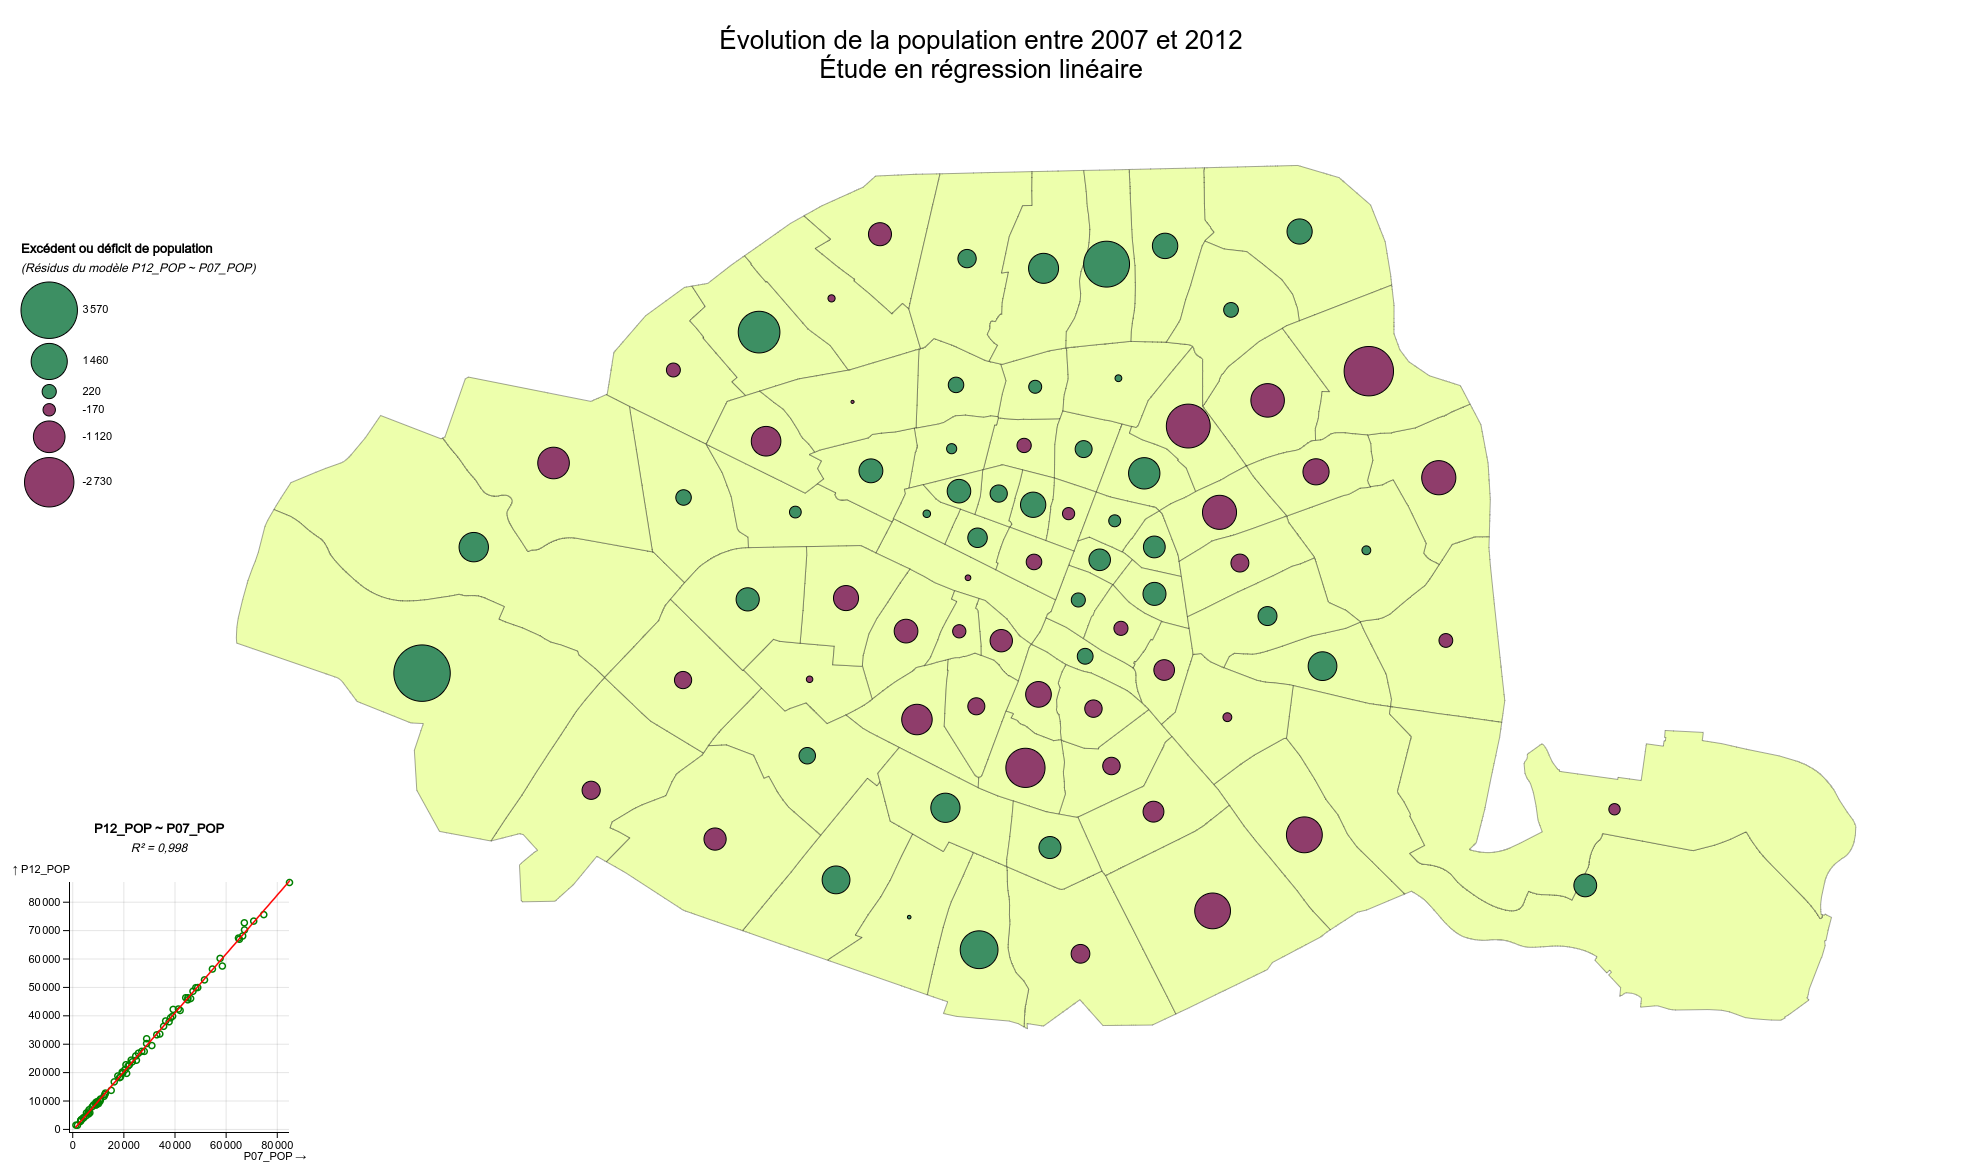 Évolution de la population entre 2007 et 2012
Étude en régression linéaire
Excédent ou déficit de population
(Résidus du modèle P12_POP ~ P07_POP)
3 570
1 460
220
-170
-1 120
-2 730
P12_POP ~ P07_POP
R² = 0,998
↑ P12_POP
80 000
70 000
60 000
50 000
40 000
30 000
20 000
10 000
0
0 20 000 40 000 60 000 80 000
P07_POP →